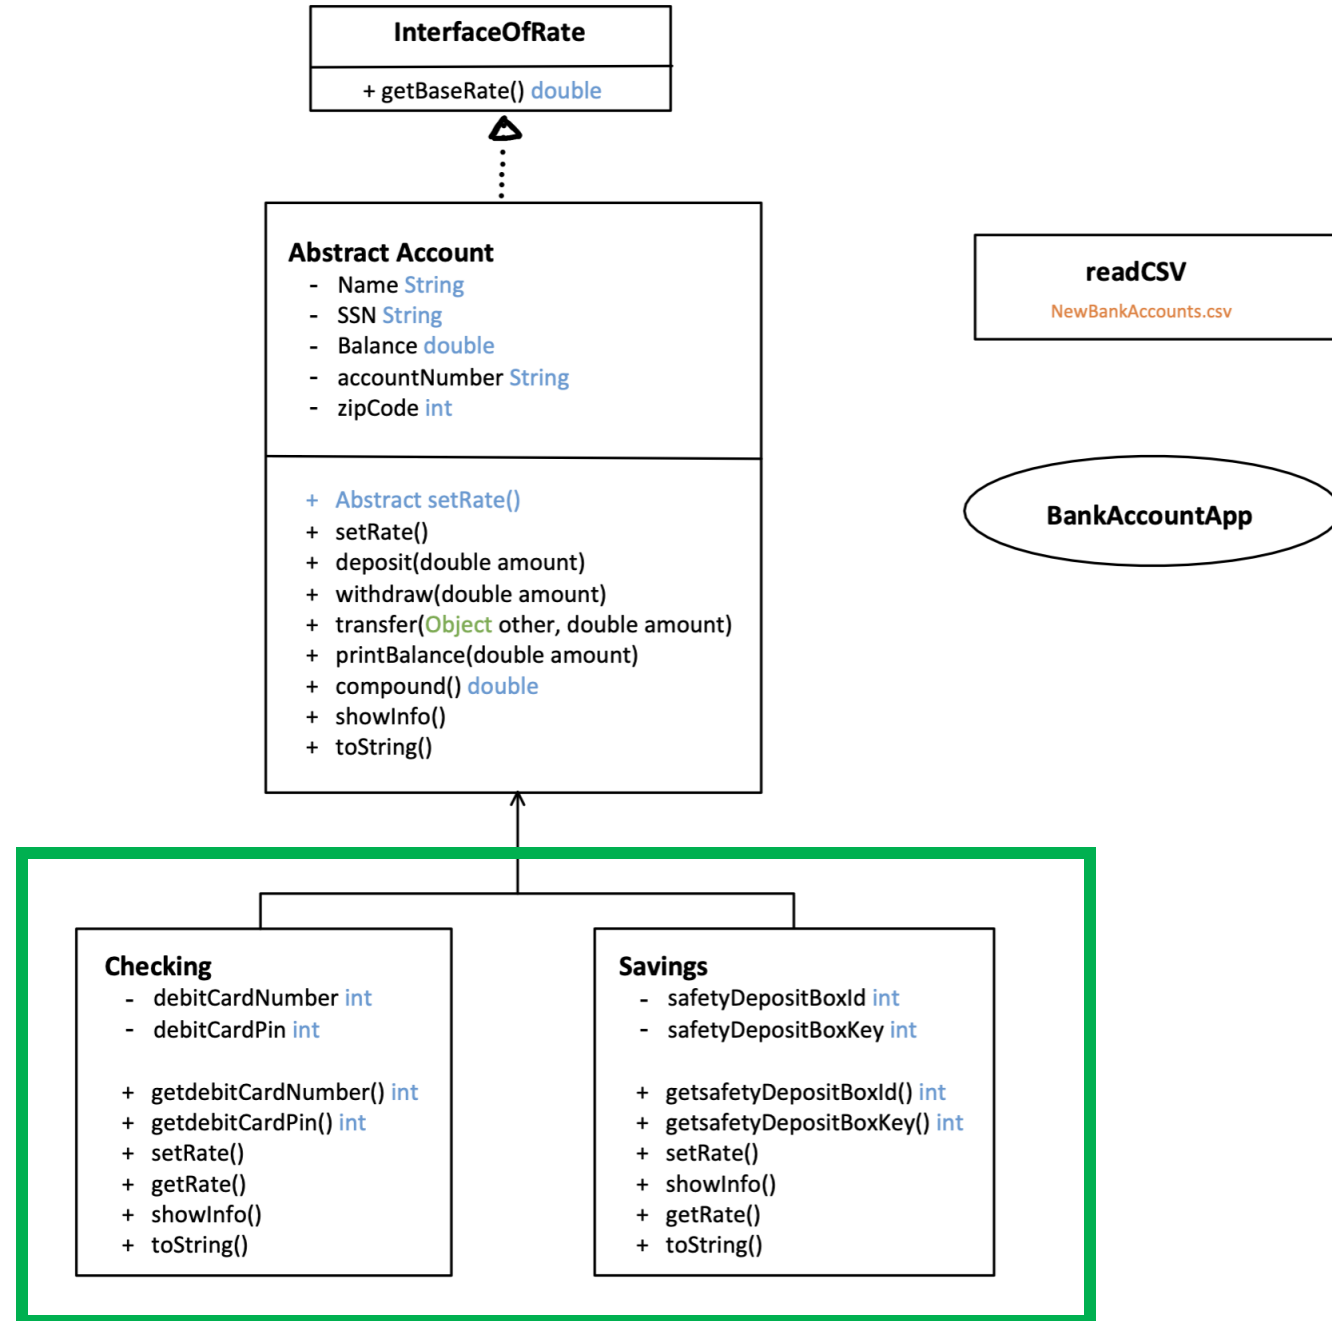 InterfaceOfRate
+ getBaseRate() double
Abstract Account
- Name String
- SSN String
- Balance double
- accountNumber String
- zipCode int
+ Abstract setRate()
+ setRate()
+ deposit(double amount)
+ withdraw(double amount)
+ transfer(Object other, double amount)
+ printBalance(double amount)
+ compound() double
+ showInfo()
+ toString()
readCSV
NewBankAccounts.csv
BankAccountApp
Checking
- debitCardNumber int
- debitCardPin int
+ getdebitCardNumber() int
+ getdebitCardPin() int
+ setRate()
+ getRate()
+ showInfo()
+ toString()
Savings
- safetyDepositBoxId int
- safetyDepositBoxKey int
+ getsafetyDepositBoxId() int
+ getsafetyDepositBoxKey() int
+ setRate()
+ showInfo()
+ getRate()
+ toString()